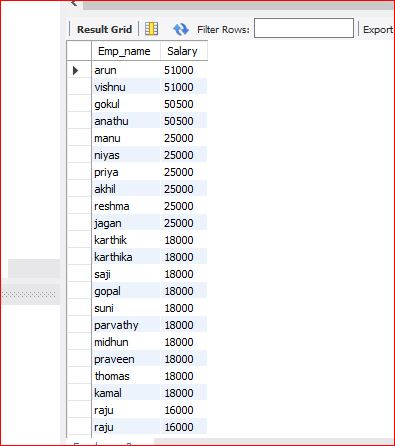 Result Grid Filter Rows: Export
Emp_name Salary
arun 51000
vishnu 51000
gokul 50500
anathu 50500
manu 25000
niyas 25000
priya 25000
akhil 25000
reshma 25000
jagan 25000
karthik 18000
karthika 18000
saji 18000
gopal 18000
suni 18000
parvathy 18000
midhun 18000
praveen 18000
thomas 18000
kamal 18000
raju 16000
raju 16000